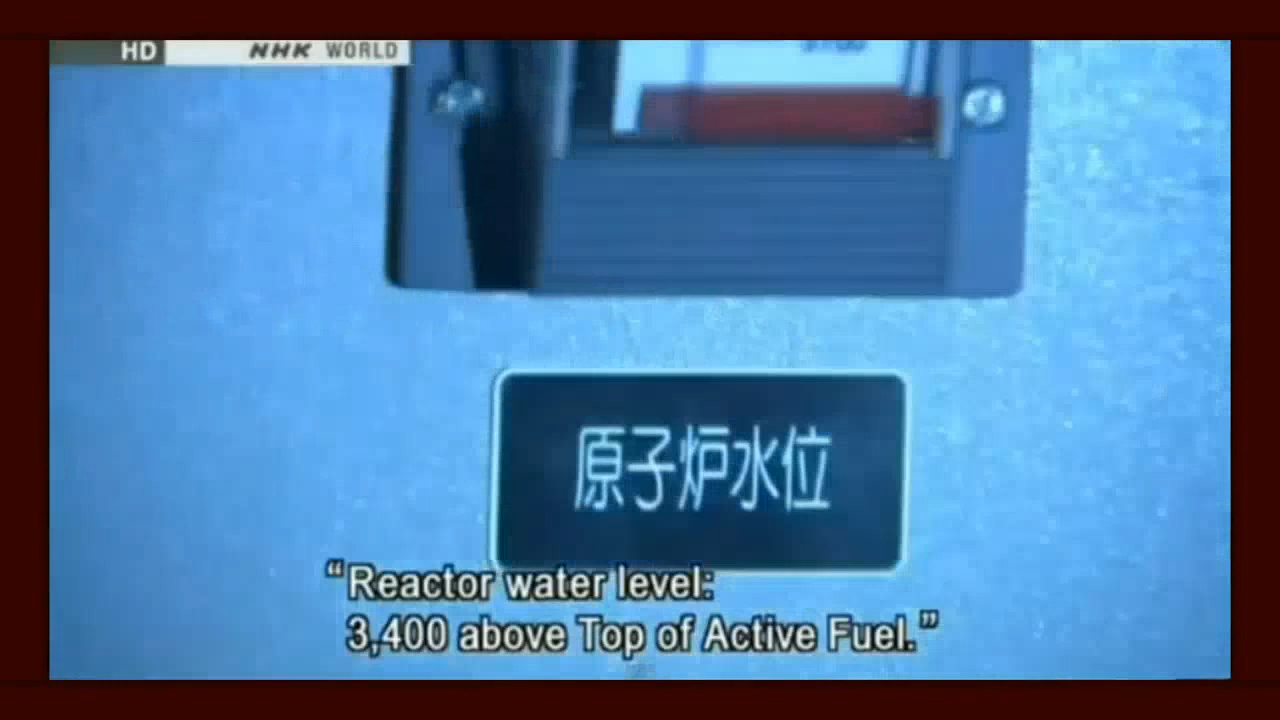 HD NHK WORLD
原子炉水位
“Reactor water level:
3,400 above Top of Active Fuel.”